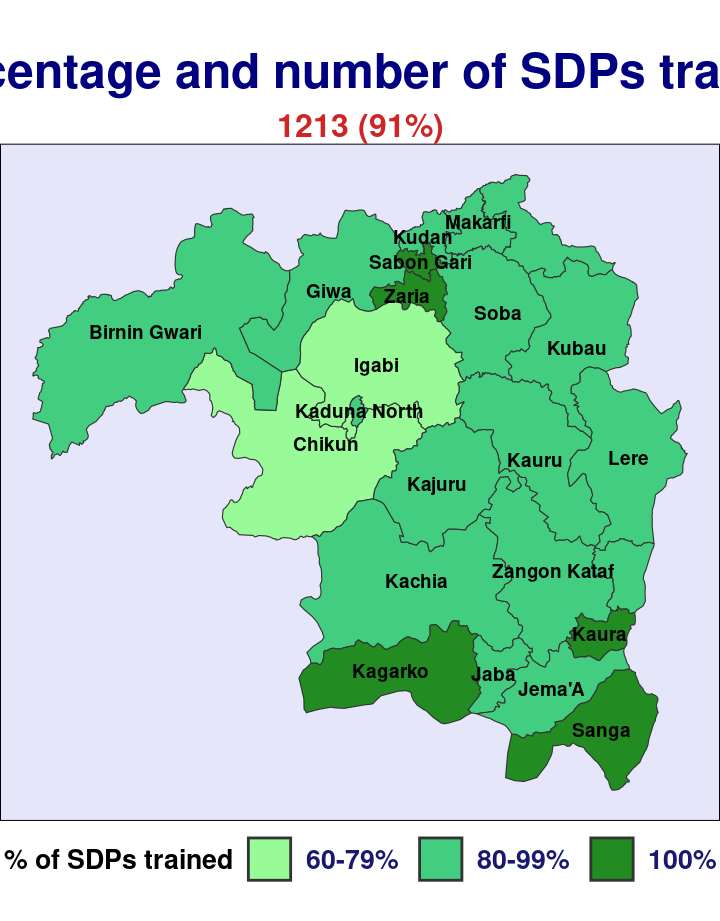 centage and number of SDPs tra
1213 (91%)
Makarfi
Kudan
Sabon Gari
Giwa
Zaria
Soba
Birnin Gwari
Kubau
Igabi
Kaduna North
Chikun
Kauru
Lere
Kajuru
Zangon Kataf
Kachia
Kaura
Kagarko
Jaba
Jema'A
Sanga
% of SDPs trained 60-79% 80-99% 100%